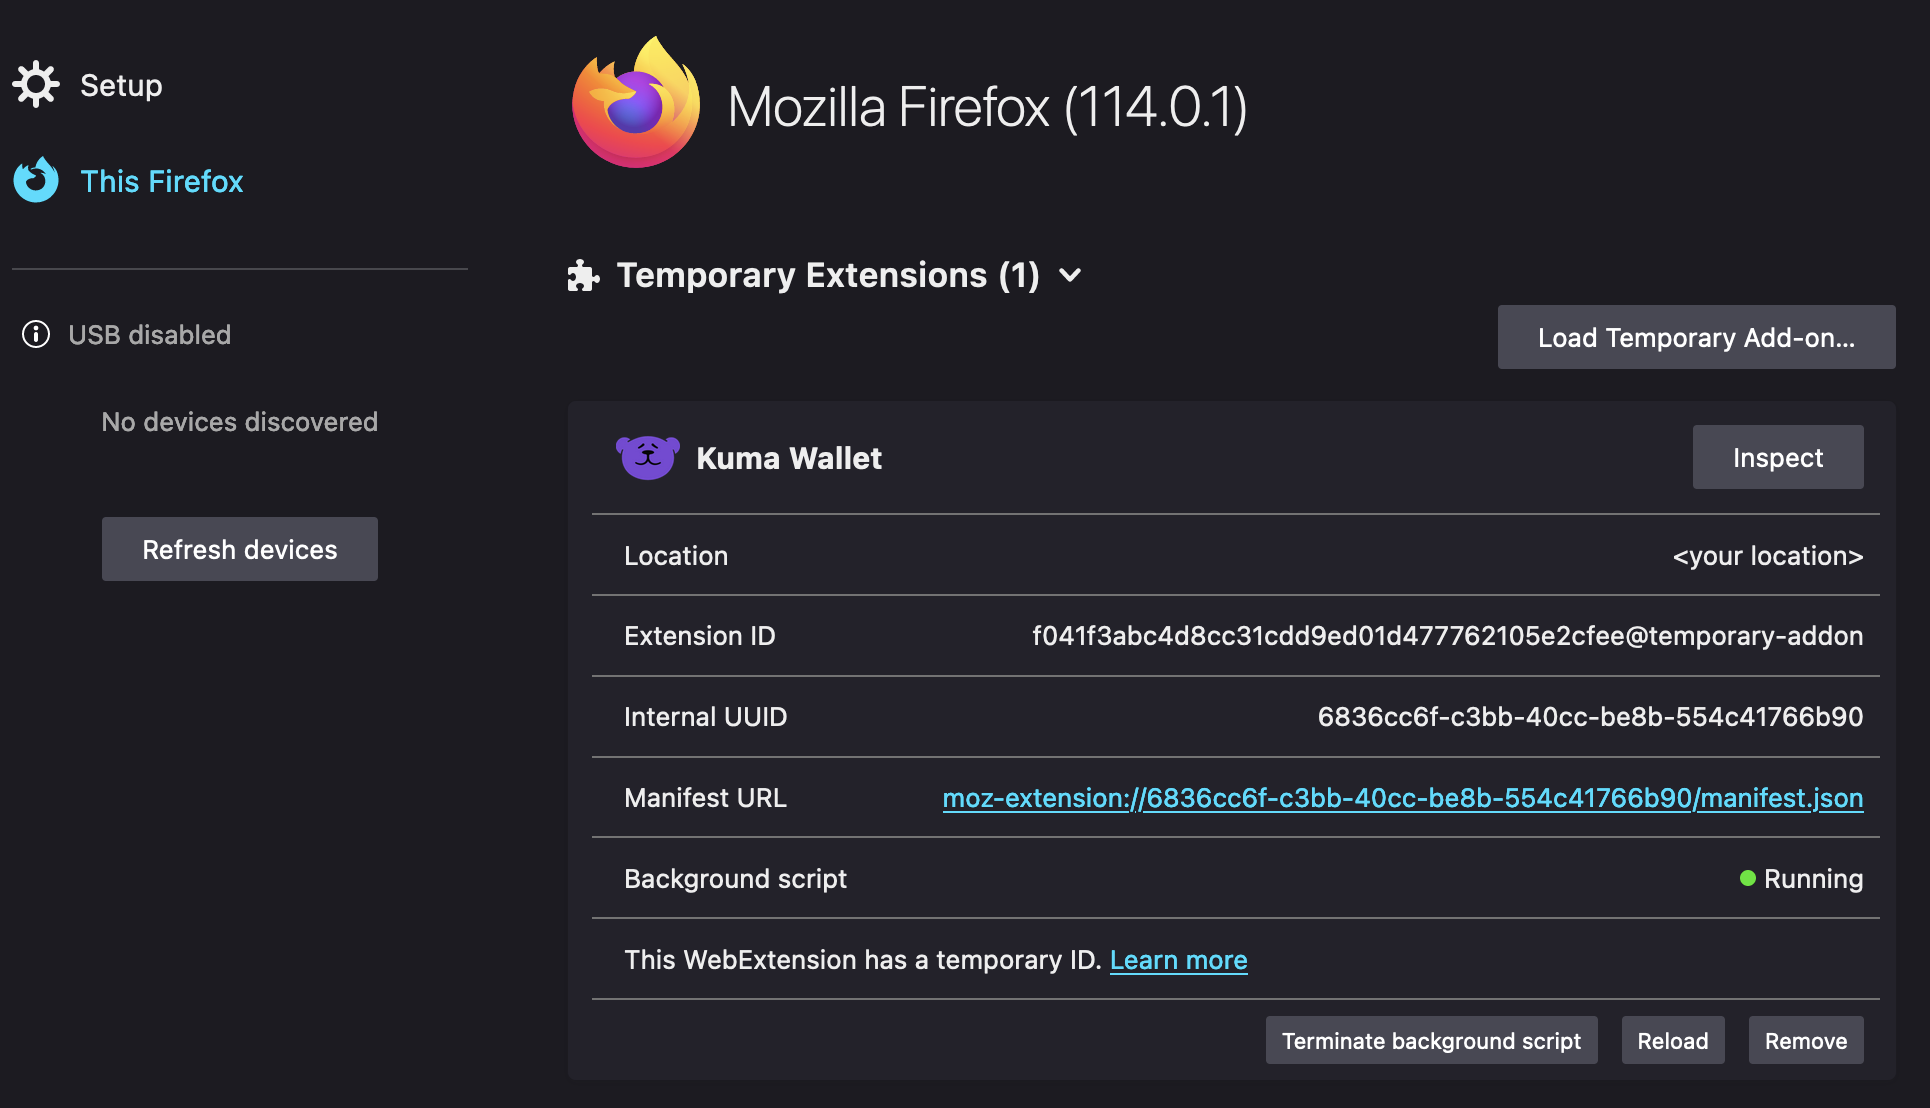 Setup
This Firefox
USB disabled
No devices discovered
Refresh devices
Mozilla Firefox (114.0.1)
Temporary Extensions (1)
Load Temporary Add-on...
Kuma Wallet
Inspect
Location <your location>
Extension ID f041f3abc4d8cc31cdd9ed01d477762105e2cfee@temporary-addon
Internal UUID 6836cc6f-c3bb-40cc-be8b-554c41766b90
Manifest URL moz-extension://6836cc6f-c3bb-40cc-be8b-554c41766b90/manifest.json
Background script Running
This WebExtension has a temporary ID. Learn more
Terminate background script Reload Remove